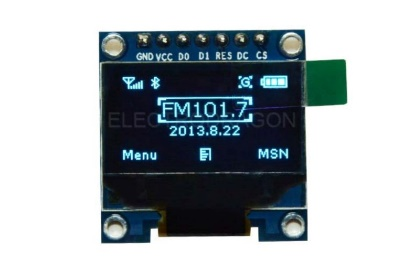 GND VCC D0 D1 RES DC CS
G
FM101.7
2013.8.22
Menu MSN